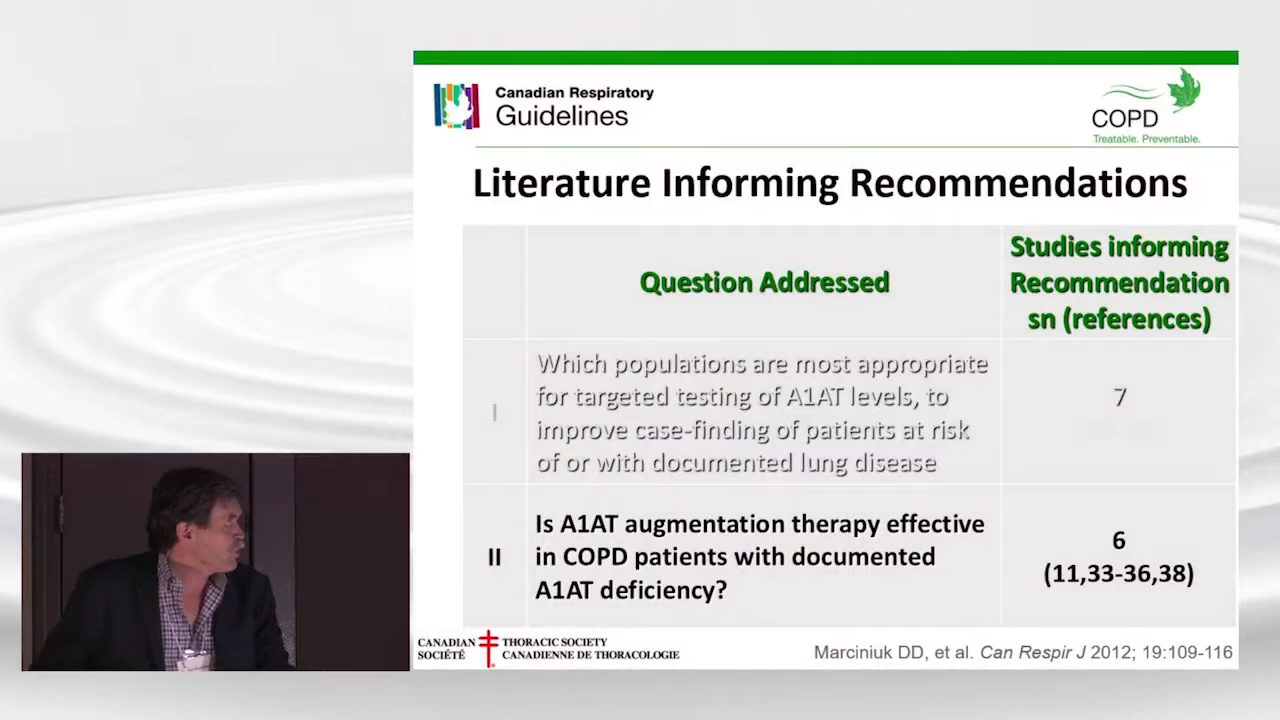 Canadian Respiratory
Guidelines
COPD
Treatable. Preventable.
Literature Informing Recommendations
Question Addressed
Studies informing
Recommendation
sn (references)
I
Which populations are most appropriate
for targeted testing of A1AT levels, to
improve case-finding of patients at risk
of or with documented lung disease
7
II
Is A1AT augmentation therapy effective
in COPD patients with documented
A1AT deficiency?
6
(11,33-36,38)
CANADIAN THORACIC SOCIETY
SOCIÉTÉ CANADIENNE DE THORACOLOGIE
Marciniuk DD, et al. Can Respir J 2012; 19:109-116